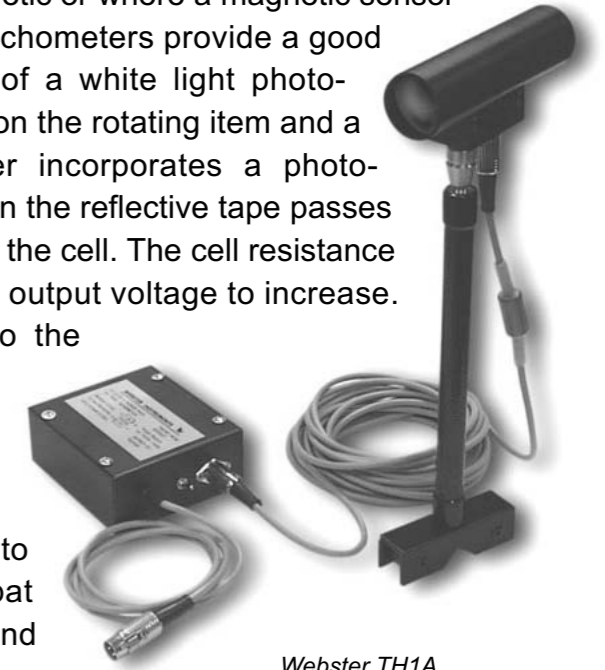 netic or where a magnetic sensor
chometers provide a good
of a white light photo-
on the rotating item and a
er incorporates a photo-
n the reflective tape passes
the cell. The cell resistance
output voltage to increase.
o the
to
oat
nd
Webster TH1A